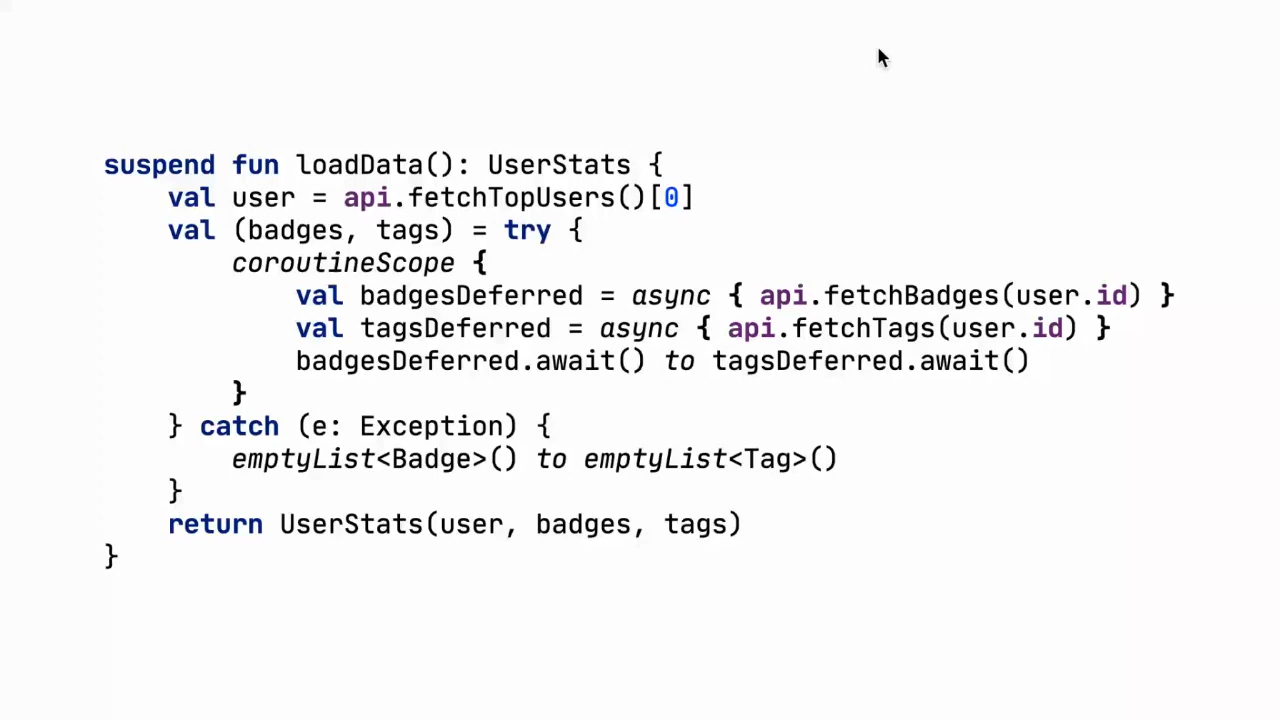 suspend fun loadData(): UserStats {
    val user = api.fetchTopUsers()[0]
    val (badges, tags) = try {
        coroutineScope {
            val badgesDeferred = async { api.fetchBadges(user.id) }
            val tagsDeferred = async { api.fetchTags(user.id) }
            badgesDeferred.await() to tagsDeferred.await()
        }
    } catch (e: Exception) {
        emptyList<Badge>() to emptyList<Tag>()
    }
    return UserStats(user, badges, tags)
}